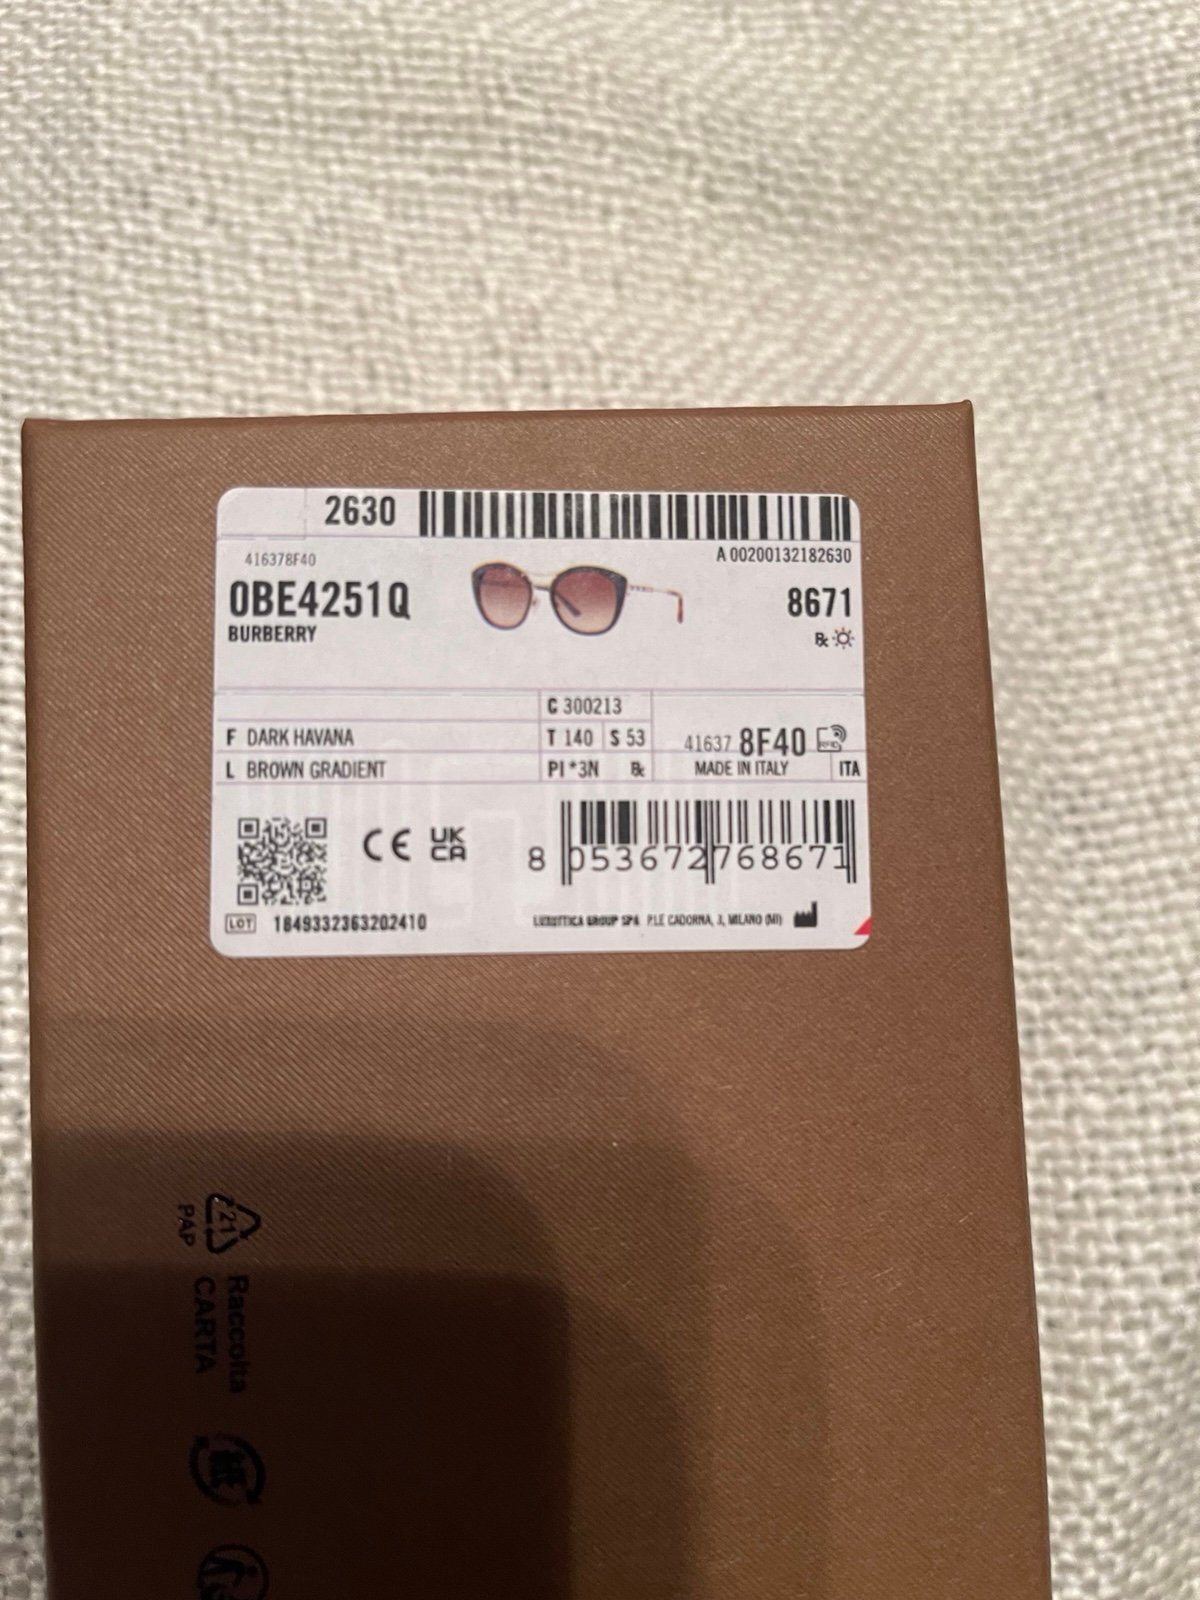 2630
A 00200132182630
416378F40
0BE4251Q
8671
BURBERRY
Rx
C 300213
F DARK HAVANA
T 140 S 53
41637 8F40
L BROWN GRADIENT
PI *3N Rx
MADE IN ITALY ITA
CE UK CA
8 053672 768671
LOT 1849332363202410
LUXOTTICA GROUP SPA P.LE CADORNA, 3, MILANO (MI)
21
PAP
Raccolta
CARTA